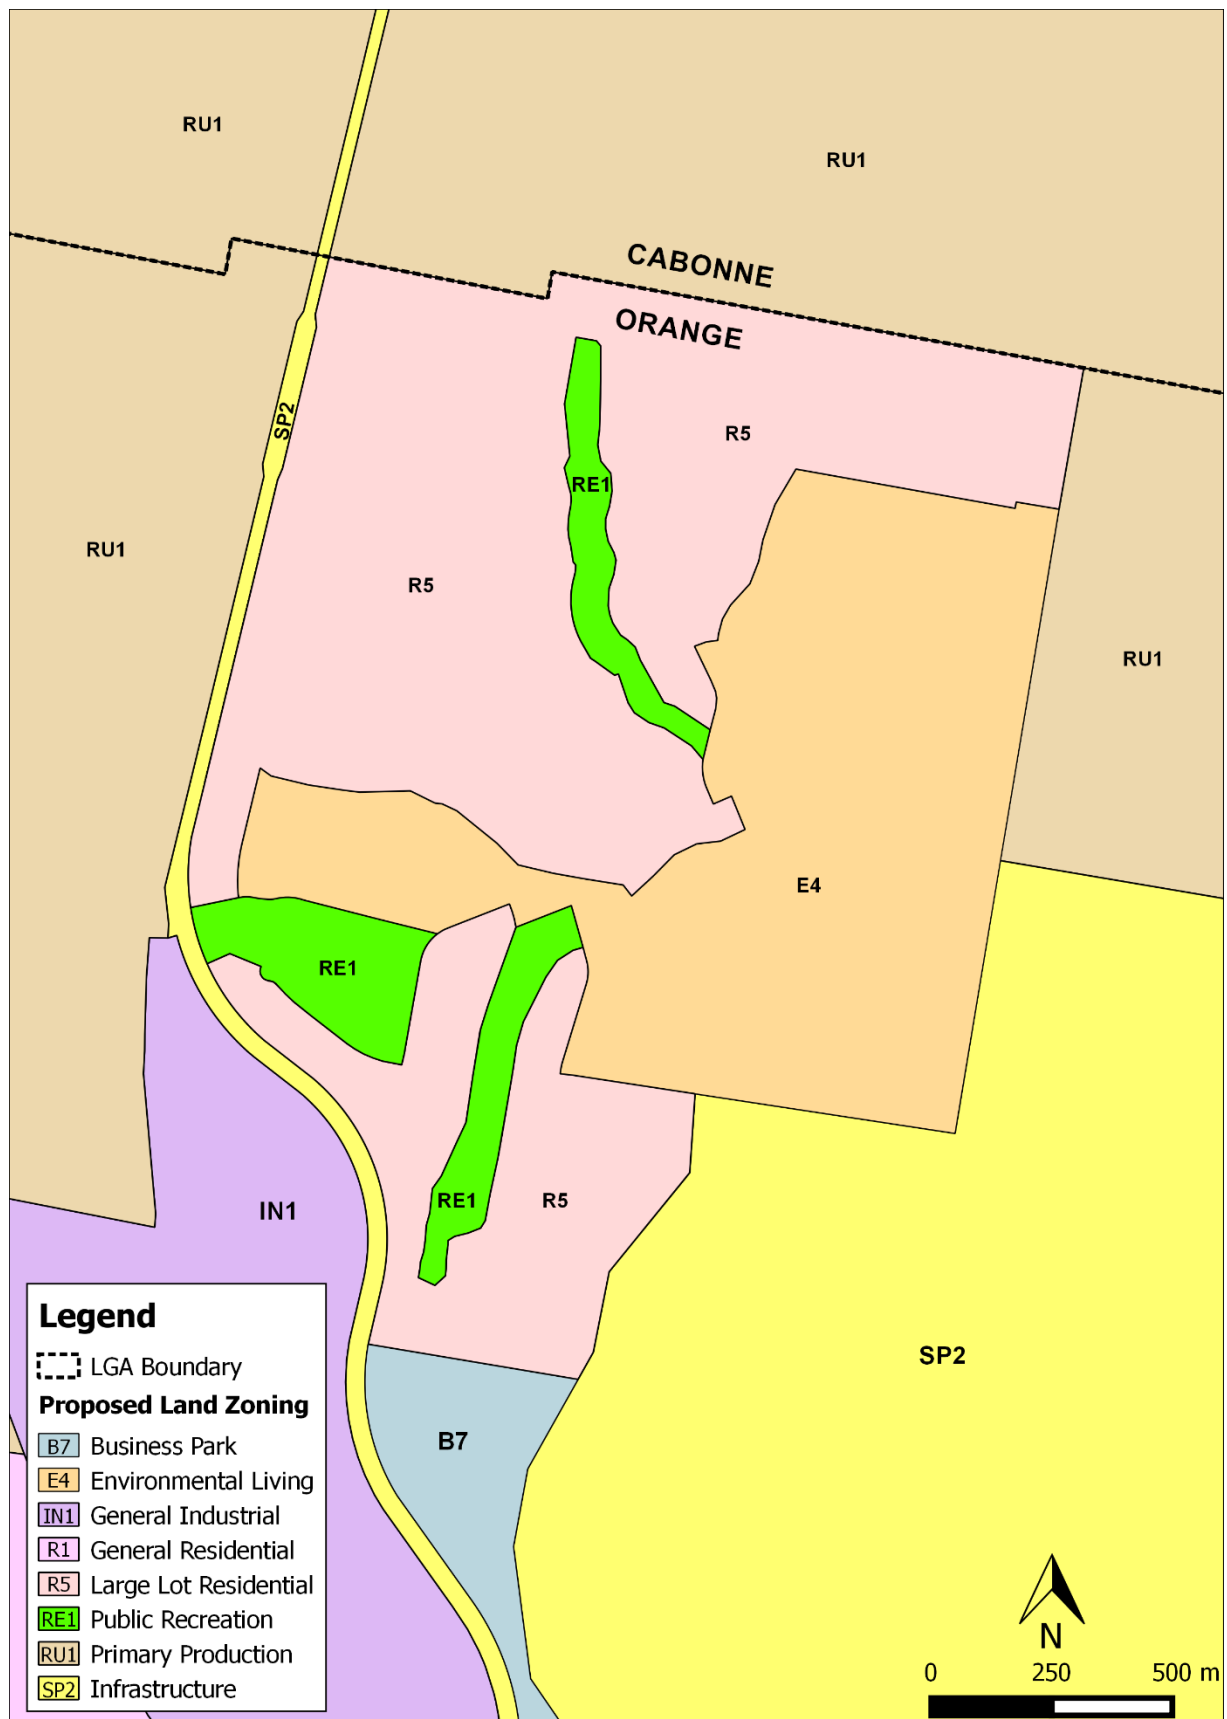 RU1
RU1
CABONNE
ORANGE
SP2
R5
RE1
RU1
R5
RU1
E4
RE1
RE1
R5
IN1
SP2
B7
Legend
LGA Boundary
Proposed Land Zoning
B7 Business Park
E4 Environmental Living
IN1 General Industrial
R1 General Residential
R5 Large Lot Residential
RE1 Public Recreation
RU1 Primary Production
SP2 Infrastructure
N
0 250 500 m